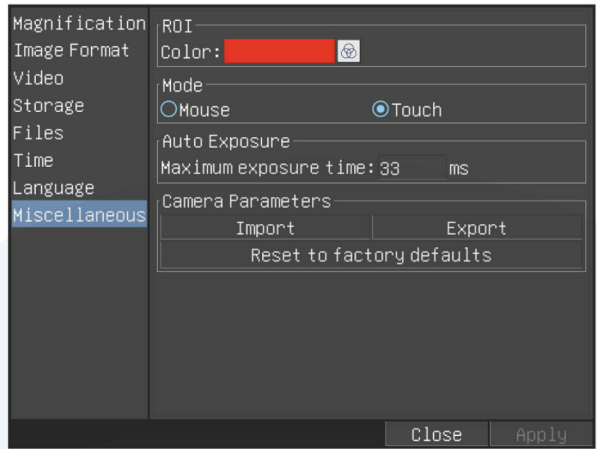 Magnification
Image Format
Video
Storage
Files
Time
Language
Miscellaneous
ROI
Color:
Mode
Mouse
Touch
Auto Exposure
Maximum exposure time: 33 ms
Camera Parameters
Import
Export
Reset to factory defaults
Close
Apply